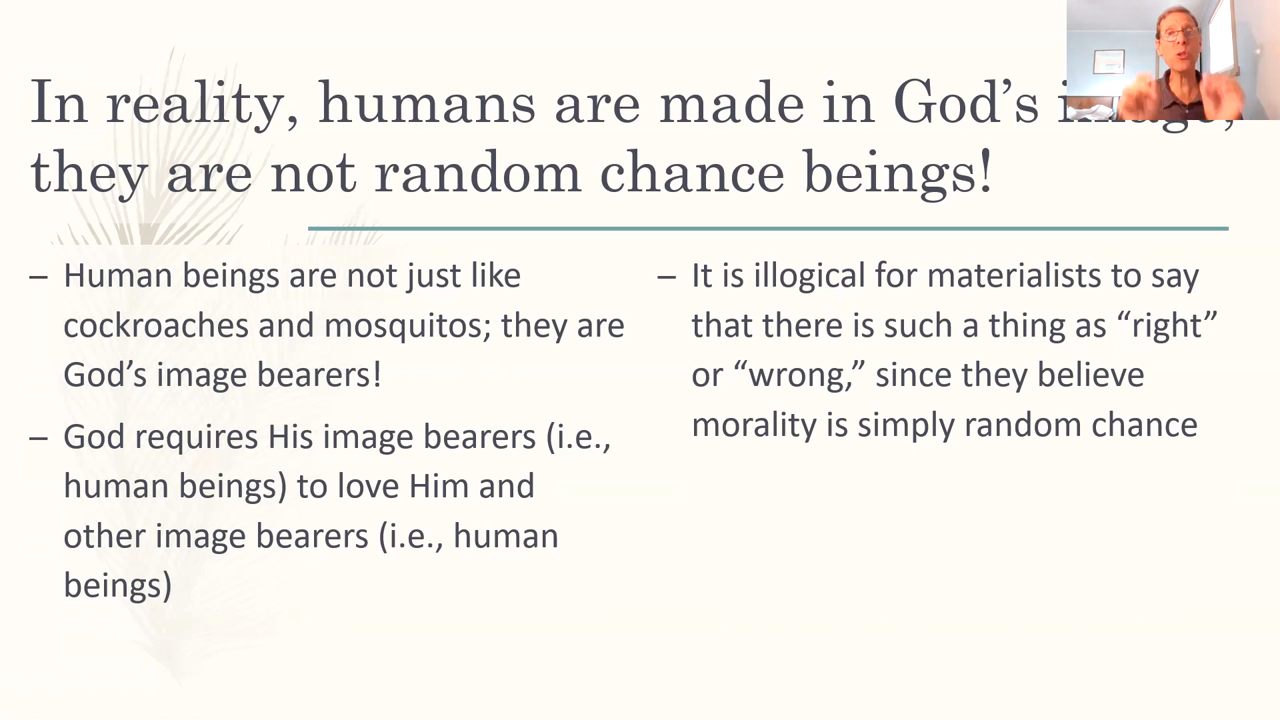 In reality, humans are made in God’s
they are not random chance beings!
– Human beings are not just like
cockroaches and mosquitos; they are
God’s image bearers!
– God requires His image bearers (i.e.,
human beings) to love Him and
other image bearers (i.e., human
beings)
– It is illogical for materialists to say
that there is such a thing as “right”
or “wrong,” since they believe
morality is simply random chance